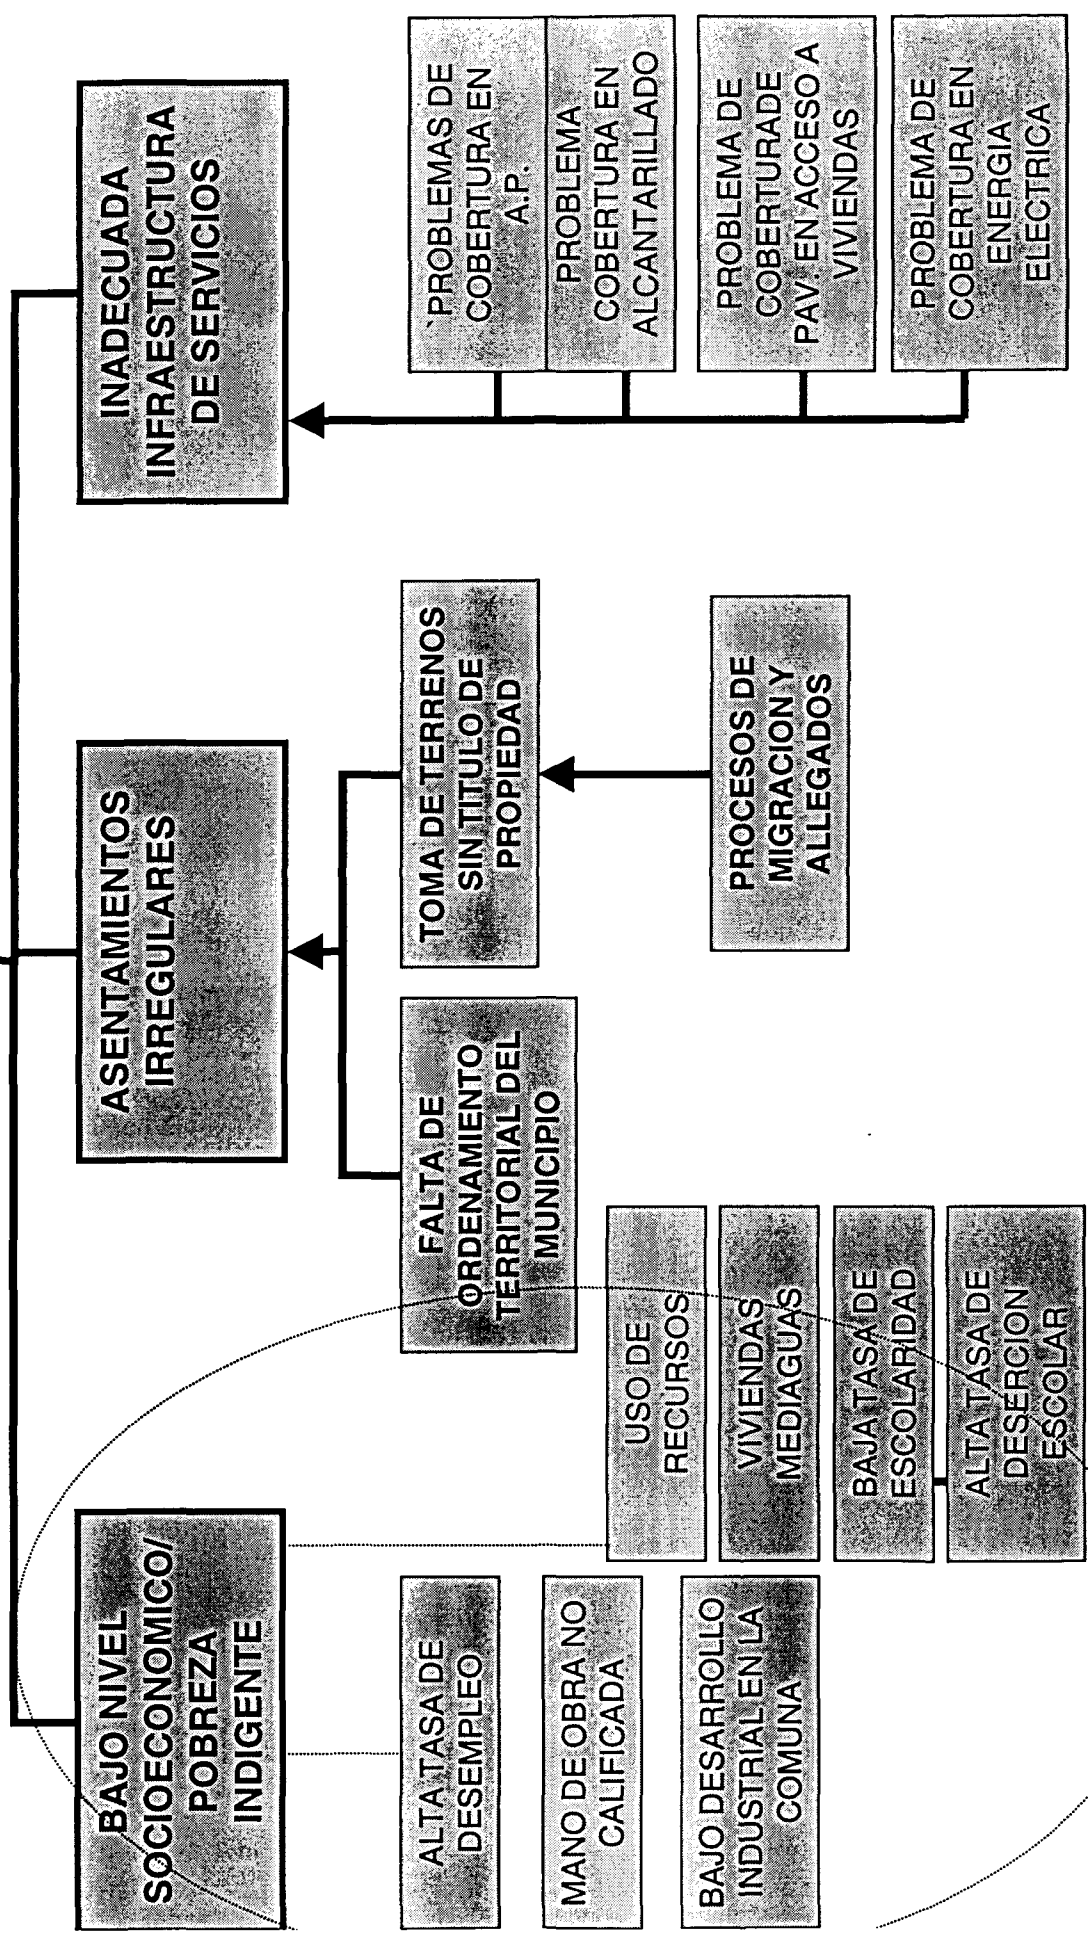 BAJO NIVEL
SOCIOECONOMICO/
POBREZA
INDIGENTE
ASENTAMIENTOS
IRREGULARES
INADECUADA
INFRAESTRUCTURA
DE SERVICIOS
ALTA TASA DE
DESEMPLEO
MANO DE OBRA NO
CALIFICADA
BAJO DESARROLLO
INDUSTRIAL EN LA
COMUNA
USO DE
RECURSOS
VIVIENDAS
MEDIAGUAS
BAJA TASA DE
ESCOLARIDAD
ALTA TASA DE
DESERCION
ESCOLAR
FALTA DE
ORDENAMIENTO
TERRITORIAL DEL
MUNICIPIO
TOMA DE TERRENOS
SIN TITULO DE
PROPIEDAD
PROCESOS DE
MIGRACION Y
ALLEGADOS
`PROBLEMAS DE
COBERTURA EN
A.P.
PROBLEMA
COBERTURA EN
ALCANTARILLADO
PROBLEMA DE
COBERTURADE
PAV. EN ACCESO A
VIVIENDAS
PROBLEMA DE
COBERTURA EN
ENERGIA
ELECTRICA